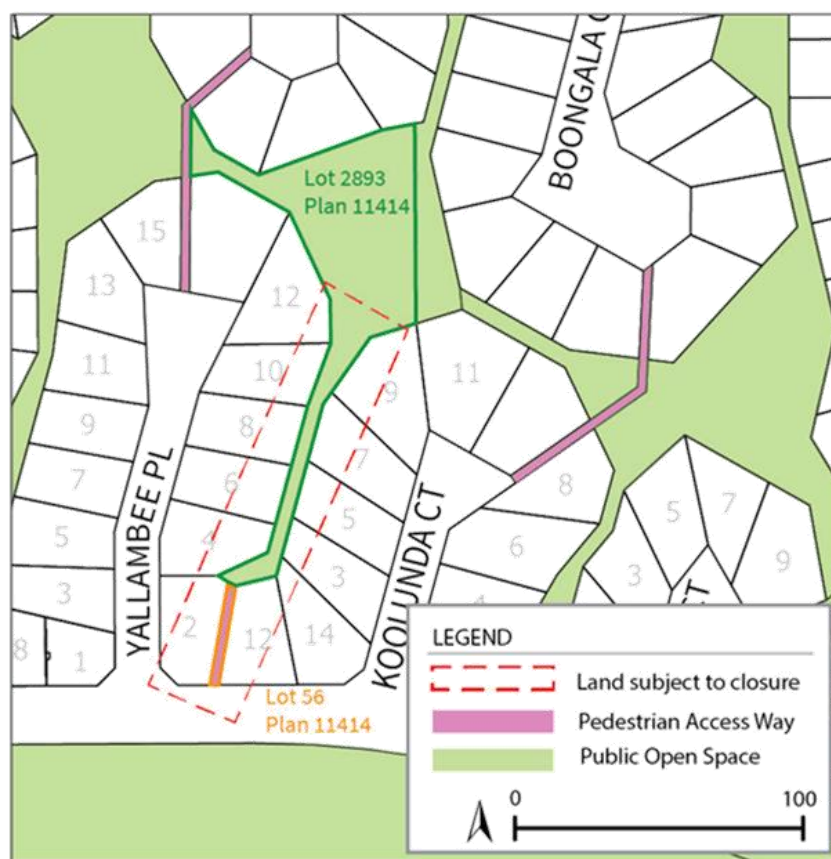 BOONGALA C
Lot 2893
Plan 11414
15
13
12
11
10
9
11
9
8
7
7
6
8
5
5
7
5
4
6
3
9
3
3
2
12
14
8
1
YALLAMBEE PL
KOOLUNDA CT
CT
Lot 56
Plan 11414
LEGEND
Land subject to closure
Pedestrian Access Way
Public Open Space
0
100